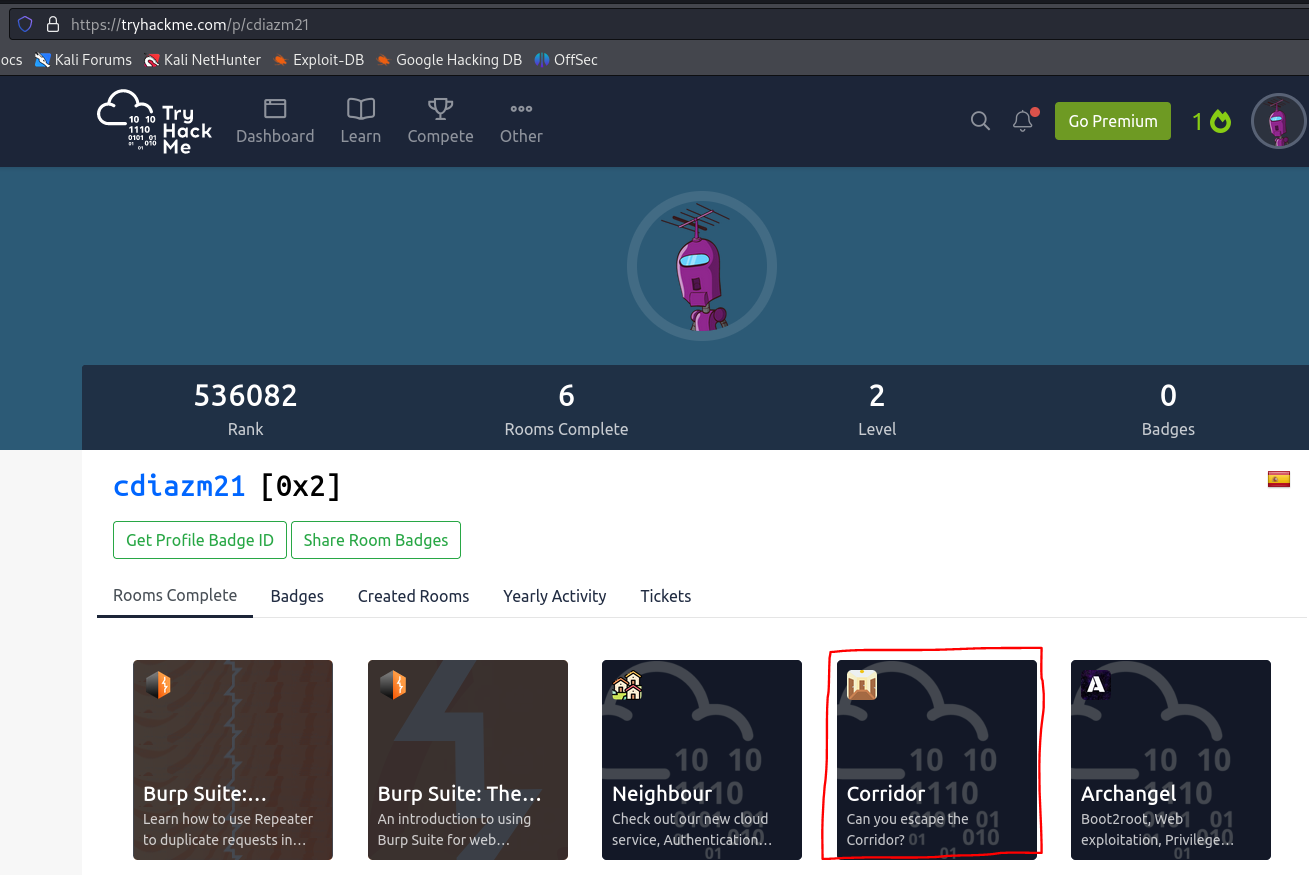 https://tryhackme.com/p/cdiazm21
ocs Kali Forums Kali NetHunter Exploit-DB Google Hacking DB OffSec
Try
Hack
Me
Dashboard Learn Compete Other
Go Premium 1
536082 6 2 0
Rank Rooms Complete Level Badges
cdiazm21 [0x2]
Get Profile Badge ID Share Room Badges
Rooms Complete Badges Created Rooms Yearly Activity Tickets
Burp Suite:...
Learn how to use Repeater
to duplicate requests in...
Burp Suite: The...
An introduction to using
Burp Suite for web...
Neighbour
Check out our new cloud
service, Authentication...
Corridor
Can you escape the
Corridor?
Archangel
Boot2root, Web
exploitation, Privilege...